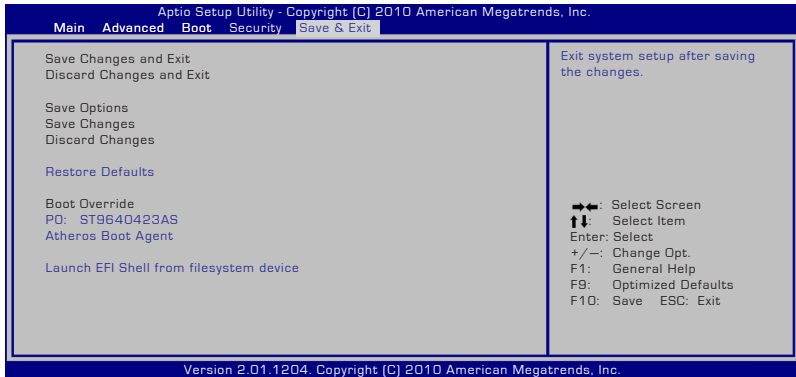 Aptio Setup Utility - Copyright (C) 2010 American Megatrends, Inc.
Main Advanced Boot Security Save & Exit
Save Changes and Exit
Discard Changes and Exit
Save Options
Save Changes
Discard Changes
Restore Defaults
Boot Override
P0: ST9640423AS
Atheros Boot Agent
Launch EFI Shell from filesystem device
Exit system setup after saving
the changes.
→←: Select Screen
↑↓: Select Item
Enter: Select
+/—: Change Opt.
F1: General Help
F9: Optimized Defaults
F10: Save ESC: Exit
Version 2.01.1204. Copyright (C) 2010 American Megatrends, Inc.